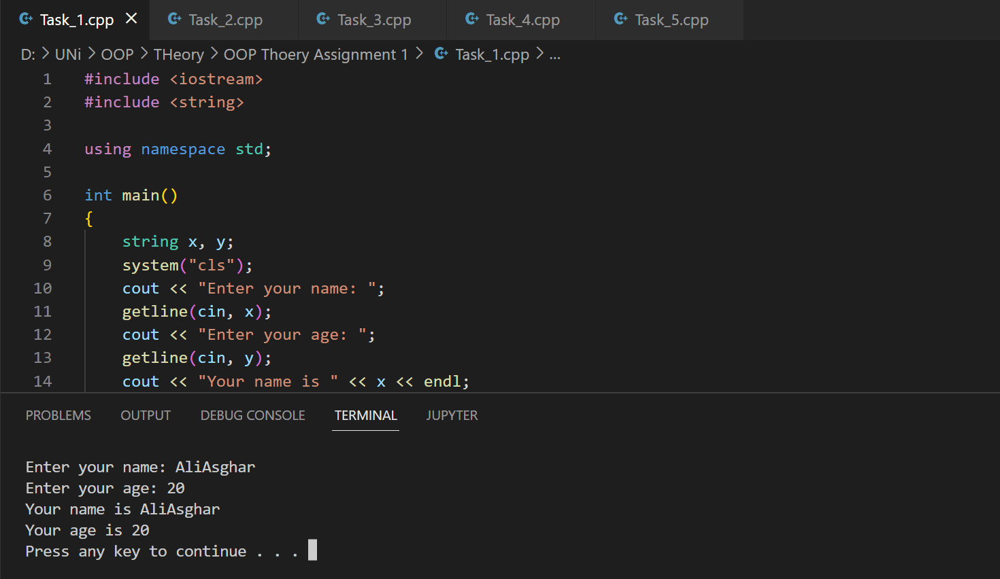 Task_1.cpp Task_2.cpp Task_3.cpp Task_4.cpp Task_5.cpp
D: > UNi > OOP > THeory > OOP Thoery Assignment 1 > Task_1.cpp > ...
1 #include <iostream>
2 #include <string>
3
4 using namespace std;
5
6 int main()
7 {
8 string x, y;
9 system("cls");
10 cout << "Enter your name: ";
11 getline(cin, x);
12 cout << "Enter your age: ";
13 getline(cin, y);
14 cout << "Your name is " << x << endl;
PROBLEMS OUTPUT DEBUG CONSOLE TERMINAL JUPYTER
Enter your name: AliAsghar
Enter your age: 20
Your name is AliAsghar
Your age is 20
Press any key to continue . . .